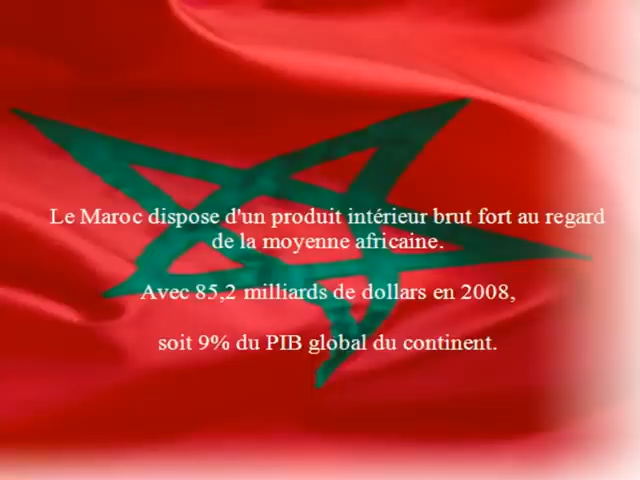 Le Maroc dispose d'un produit intérieur brut fort au regard
de la moyenne africaine.
Avec 85,2 milliards de dollars en 2008,
soit 9% du PIB global du continent.